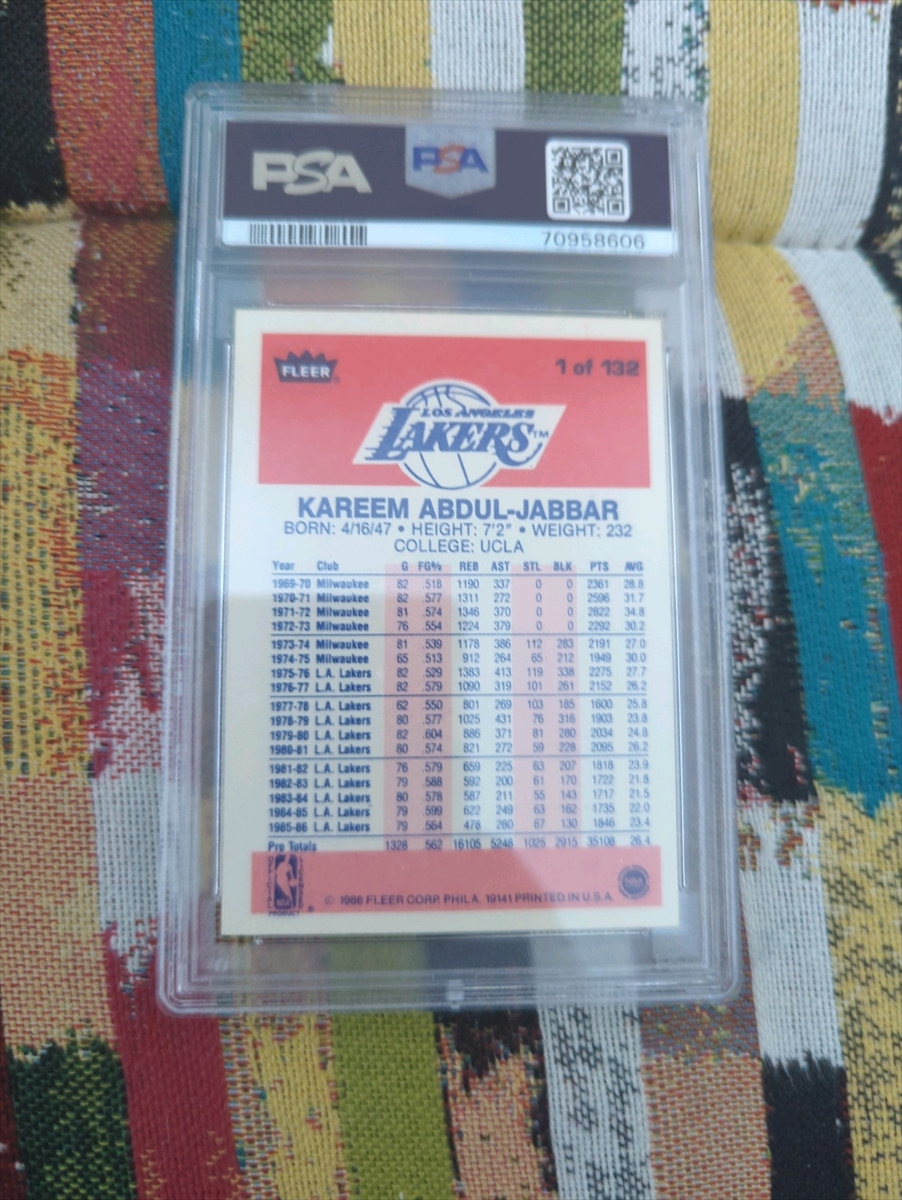 PSA PSA
70958606
FLEER 1 of 132
LOS ANGELES
LAKERS™
KAREEM ABDUL-JABBAR
BORN: 4/16/47 • HEIGHT: 7'2" • WEIGHT: 232
COLLEGE: UCLA
Year Club G FG% REB AST STL BLK PTS AVG
1969-70 Milwaukee 82 .518 1190 337 0 0 2361 28.8
1970-71 Milwaukee 82 .577 1311 272 0 0 2596 31.7
1971-72 Milwaukee 81 .574 1346 370 0 0 2822 34.8
1972-73 Milwaukee 76 .554 1224 379 0 0 2292 30.2
1973-74 Milwaukee 81 .539 1178 386 112 283 2191 27.0
1974-75 Milwaukee 65 .513 912 264 65 212 1949 30.0
1975-76 L.A. Lakers 82 .529 1383 413 119 338 2275 27.7
1976-77 L.A. Lakers 82 .579 1090 319 101 261 2152 26.2
1977-78 L.A. Lakers 62 .550 801 269 103 185 1600 25.8
1978-79 L.A. Lakers 80 .577 1025 431 76 316 1903 23.8
1979-80 L.A. Lakers 82 .604 886 371 81 280 2034 24.8
1980-81 L.A. Lakers 80 .574 821 272 59 228 2095 26.2
1981-82 L.A. Lakers 76 .579 659 225 63 207 1818 23.9
1982-83 L.A. Lakers 79 .588 592 200 61 170 1722 21.8
1983-84 L.A. Lakers 80 .578 587 211 55 143 1717 21.5
1984-85 L.A. Lakers 79 .599 622 249 63 162 1735 22.0
1985-86 L.A. Lakers 79 .564 478 280 67 130 1846 23.4
Pro Totals 1328 .562 16105 5246 1025 2915 35108 26.4
© 1986 FLEER CORP. PHILA. 19141 PRINTED IN U.S.A.
PRODUCT ®